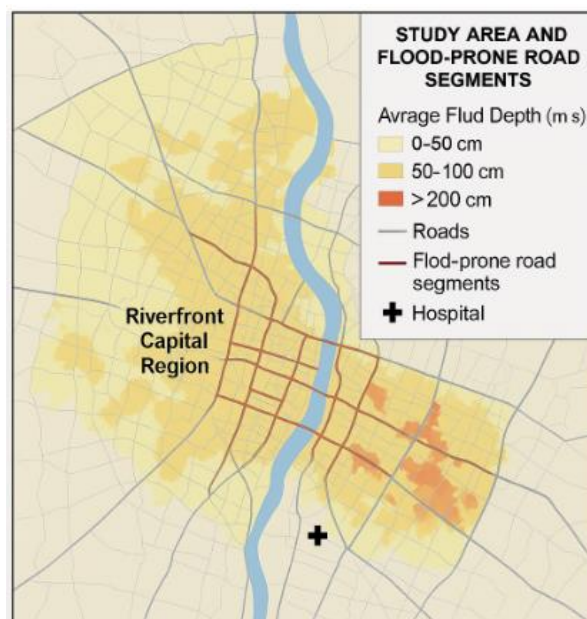 STUDY AREA AND
FLOOD-PRONE ROAD
SEGMENTS
Avrage Flud Depth (m s)
0-50 cm
50-100 cm
>200 cm
Roads
Flod-prone road
segments
Hospital
Riverfront
Capital
Region